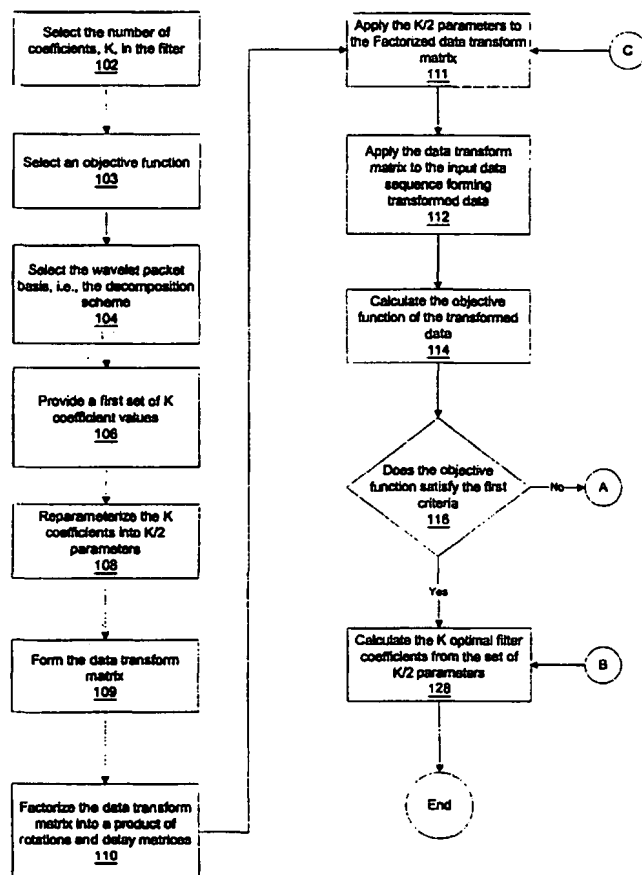 Select the number of
coefficients, K, in the filter
102
Select an objective function
103
Select the wavelet packet
basis, i.e., the decomposition
scheme
104
Provide a first set of K
coefficient values
106
Reparameterize the K
coefficients into K/2
parameters
108
Form the data transform
matrix
109
Factorize the data transform
matrix into a product of
rotations and delay matrices
110
Apply the K/2 parameters to
the Factorized data transform
matrix
111
C
Apply the data transform
matrix to the input data
sequence forming
transformed data
112
Calculate the objective
function of the transformed
data
114
Does the objective
function satisfy the first
criteria
116
No
A
Yes
Calculate the K optimal filter
coefficients from the set of
K/2 parameters
128
B
End